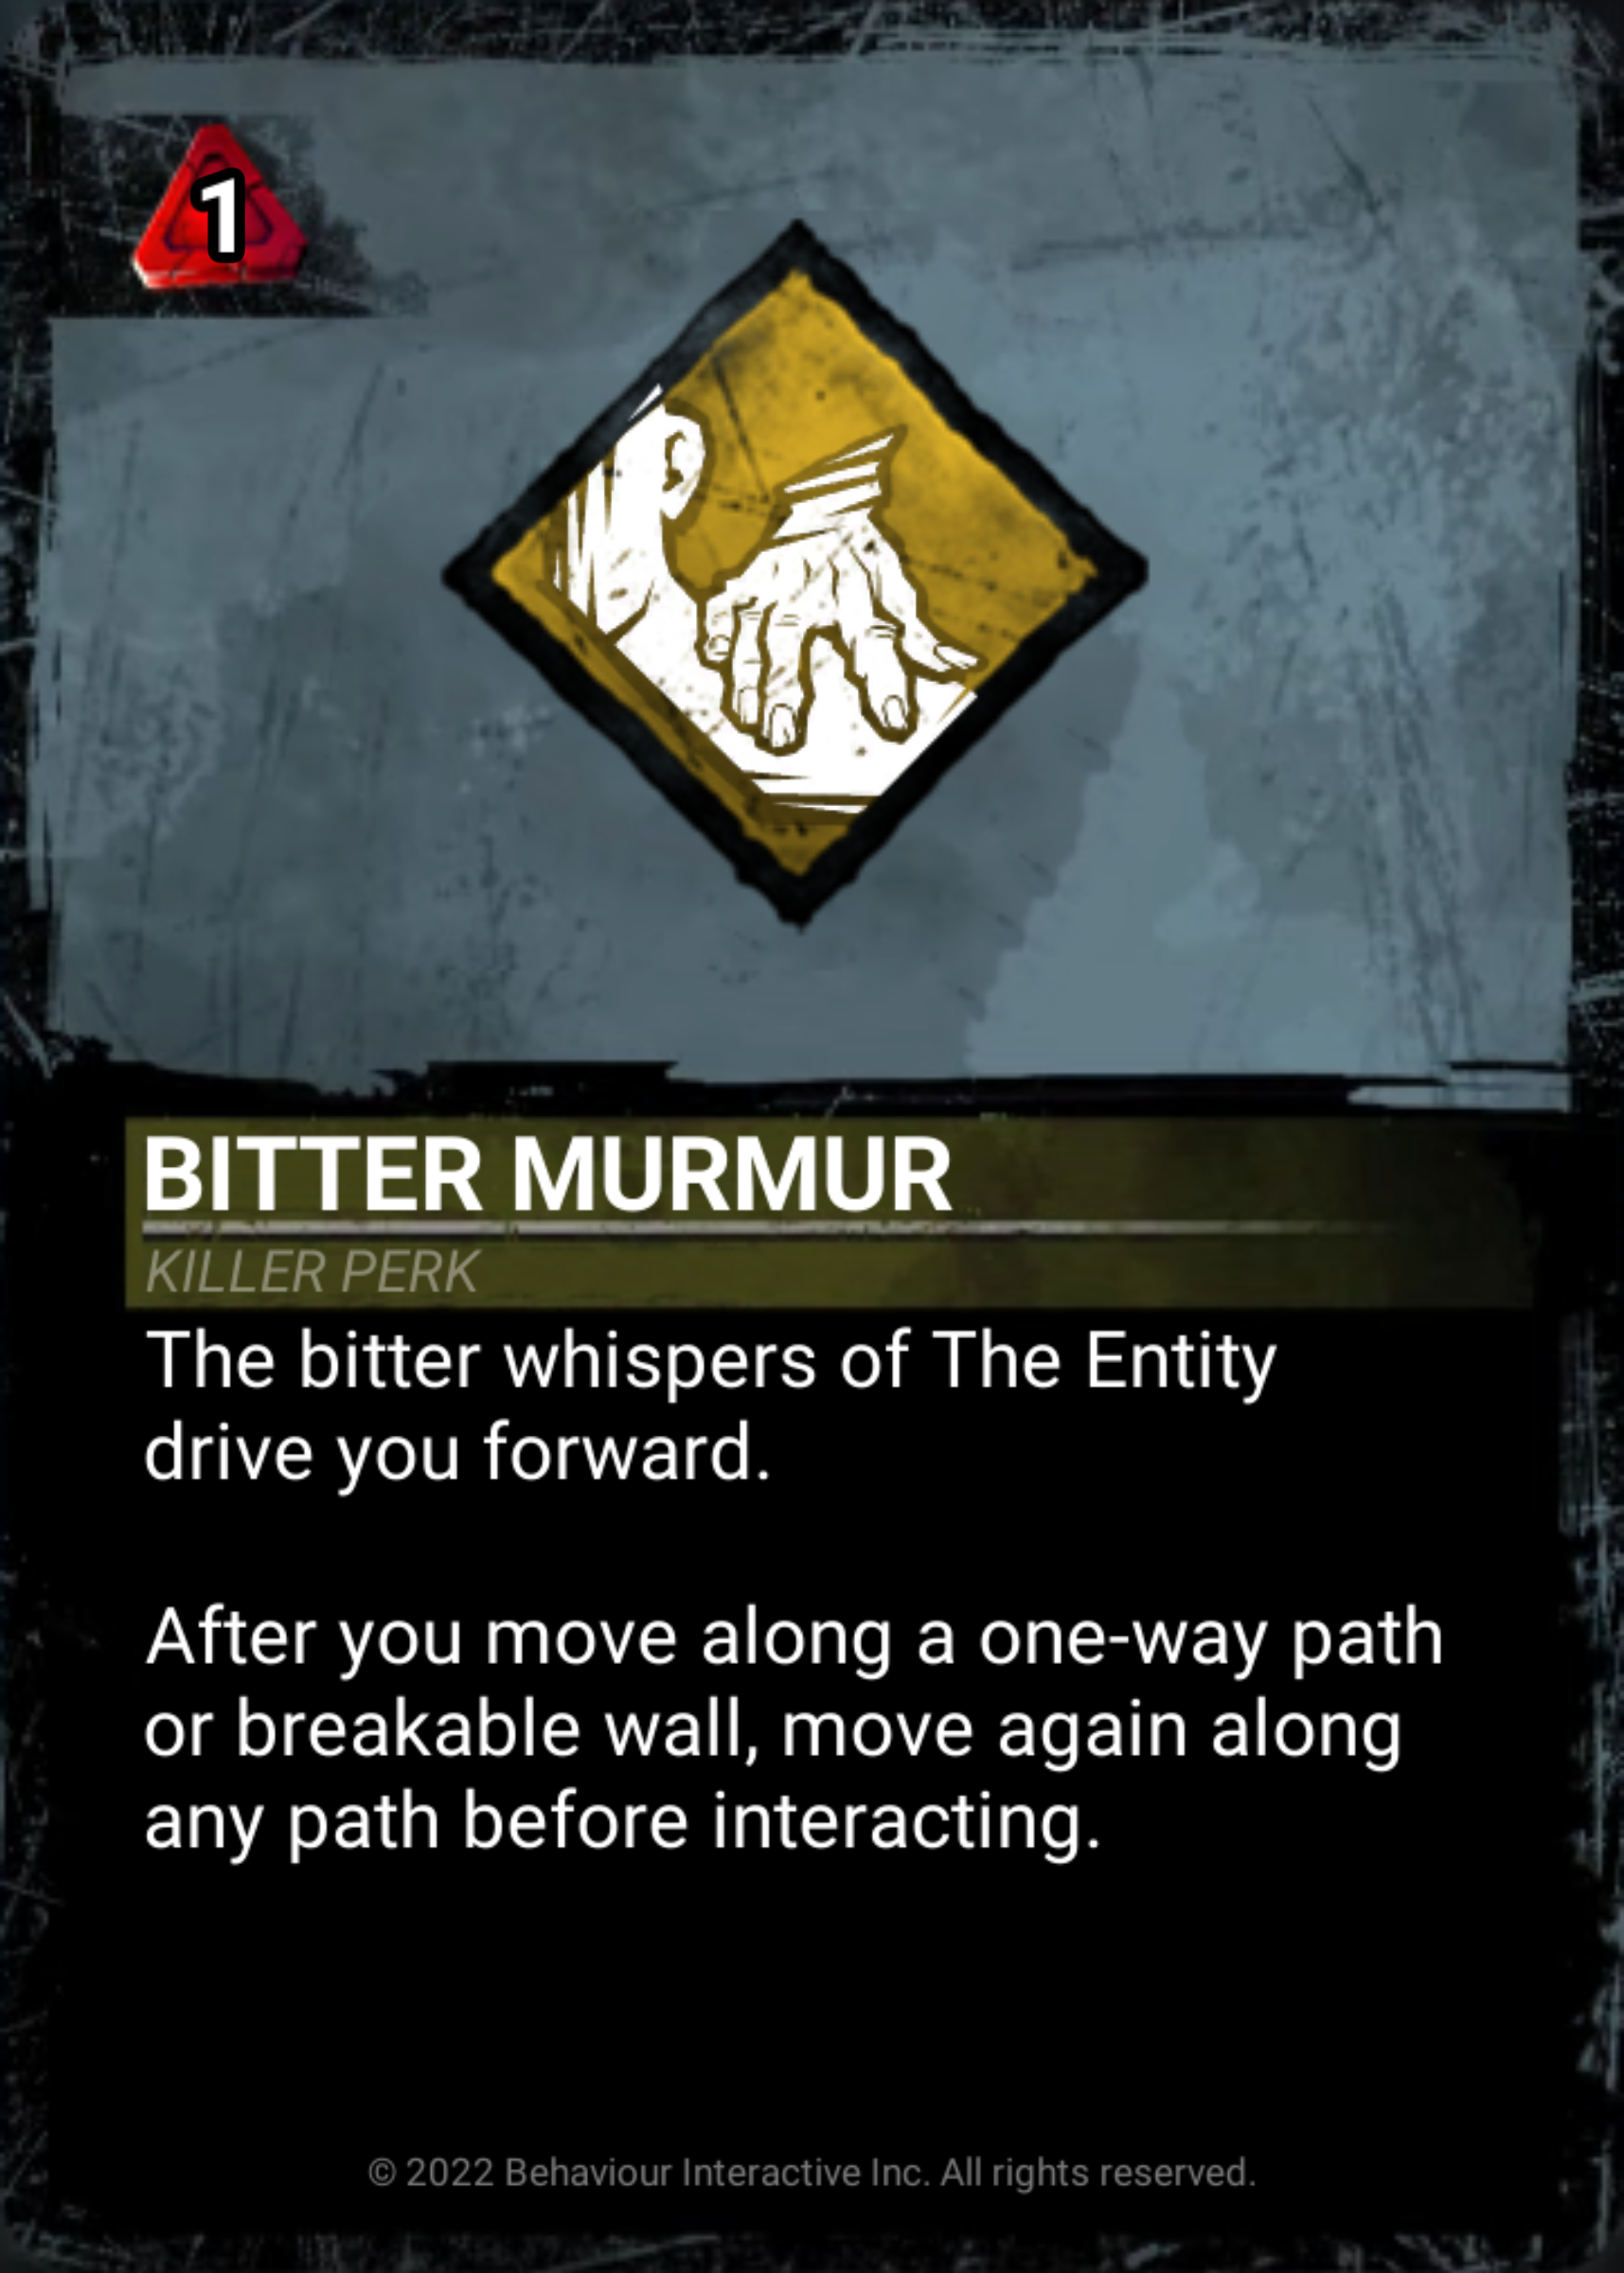 1
BITTER MURMUR
KILLER PERK
The bitter whispers of The Entity
drive you forward.
After you move along a one-way path
or breakable wall, move again along
any path before interacting.
© 2022 Behaviour Interactive Inc. All rights reserved.